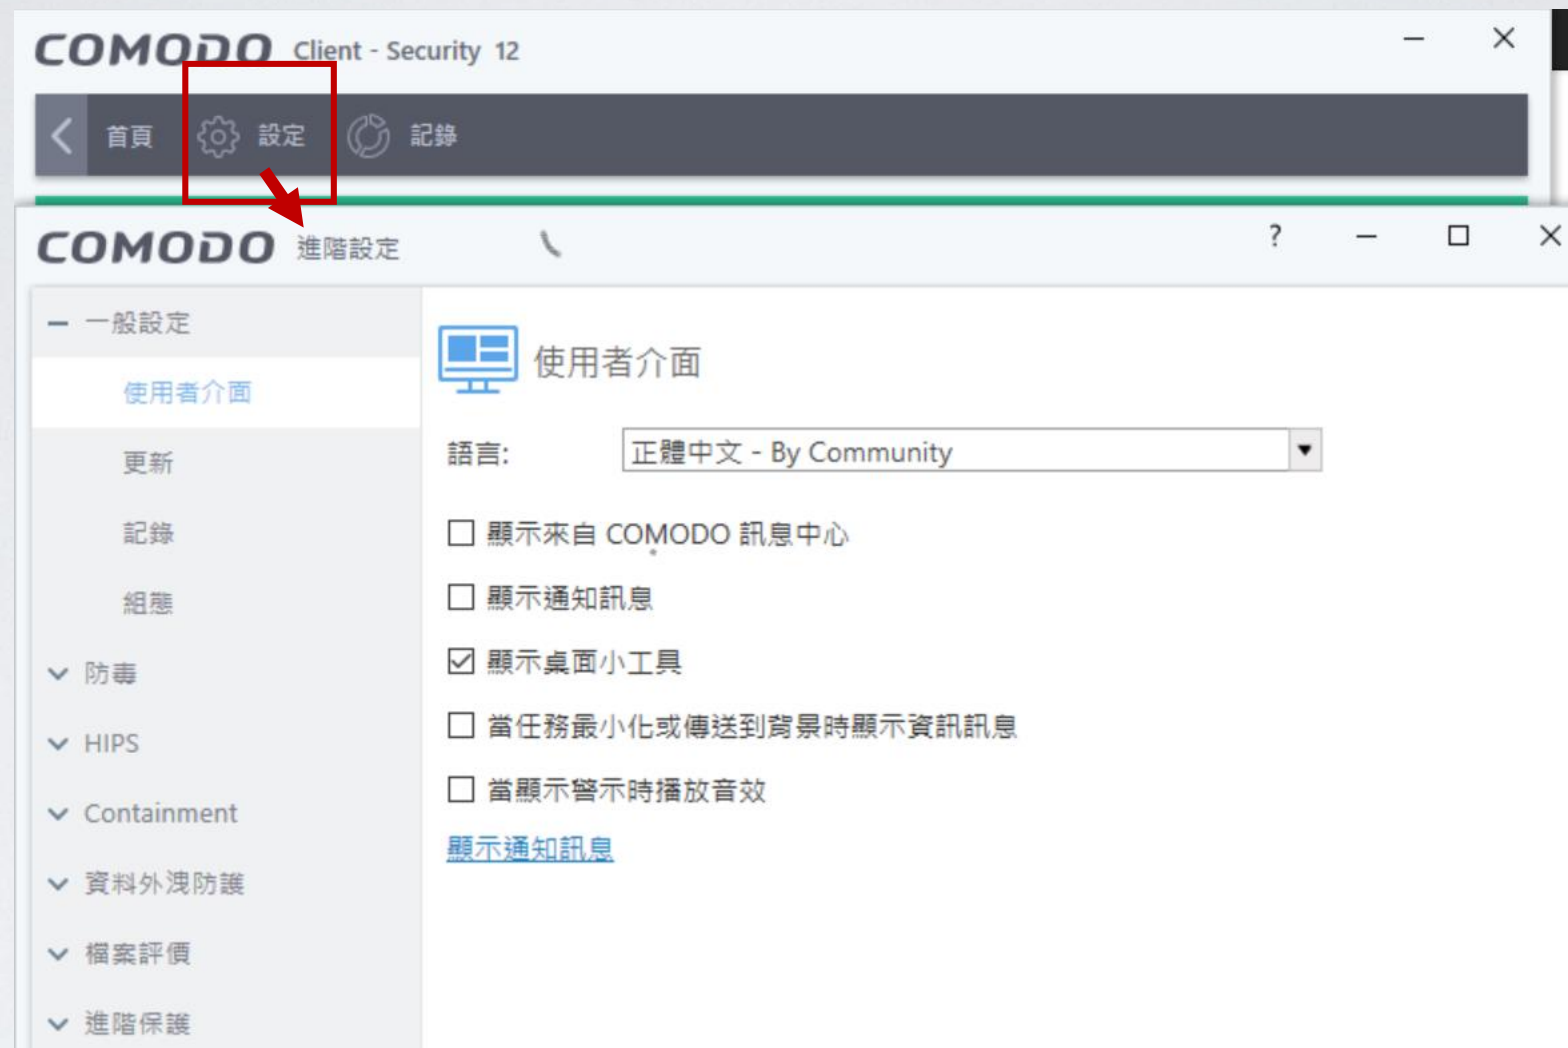 COMODO Client - Security 12
首頁 設定 記錄
COMODO 進階設定 ?
一般設定
使用者介面
更新
記錄
組態
防毒
HIPS
Containment
資料外洩防護
檔案評價
進階保護
使用者介面
語言: 正體中文 - By Community
顯示來自 COMODO 訊息中心
顯示通知訊息
顯示桌面小工具
當任務最小化或傳送到背景時顯示資訊訊息
當顯示警示時播放音效
顯示通知訊息